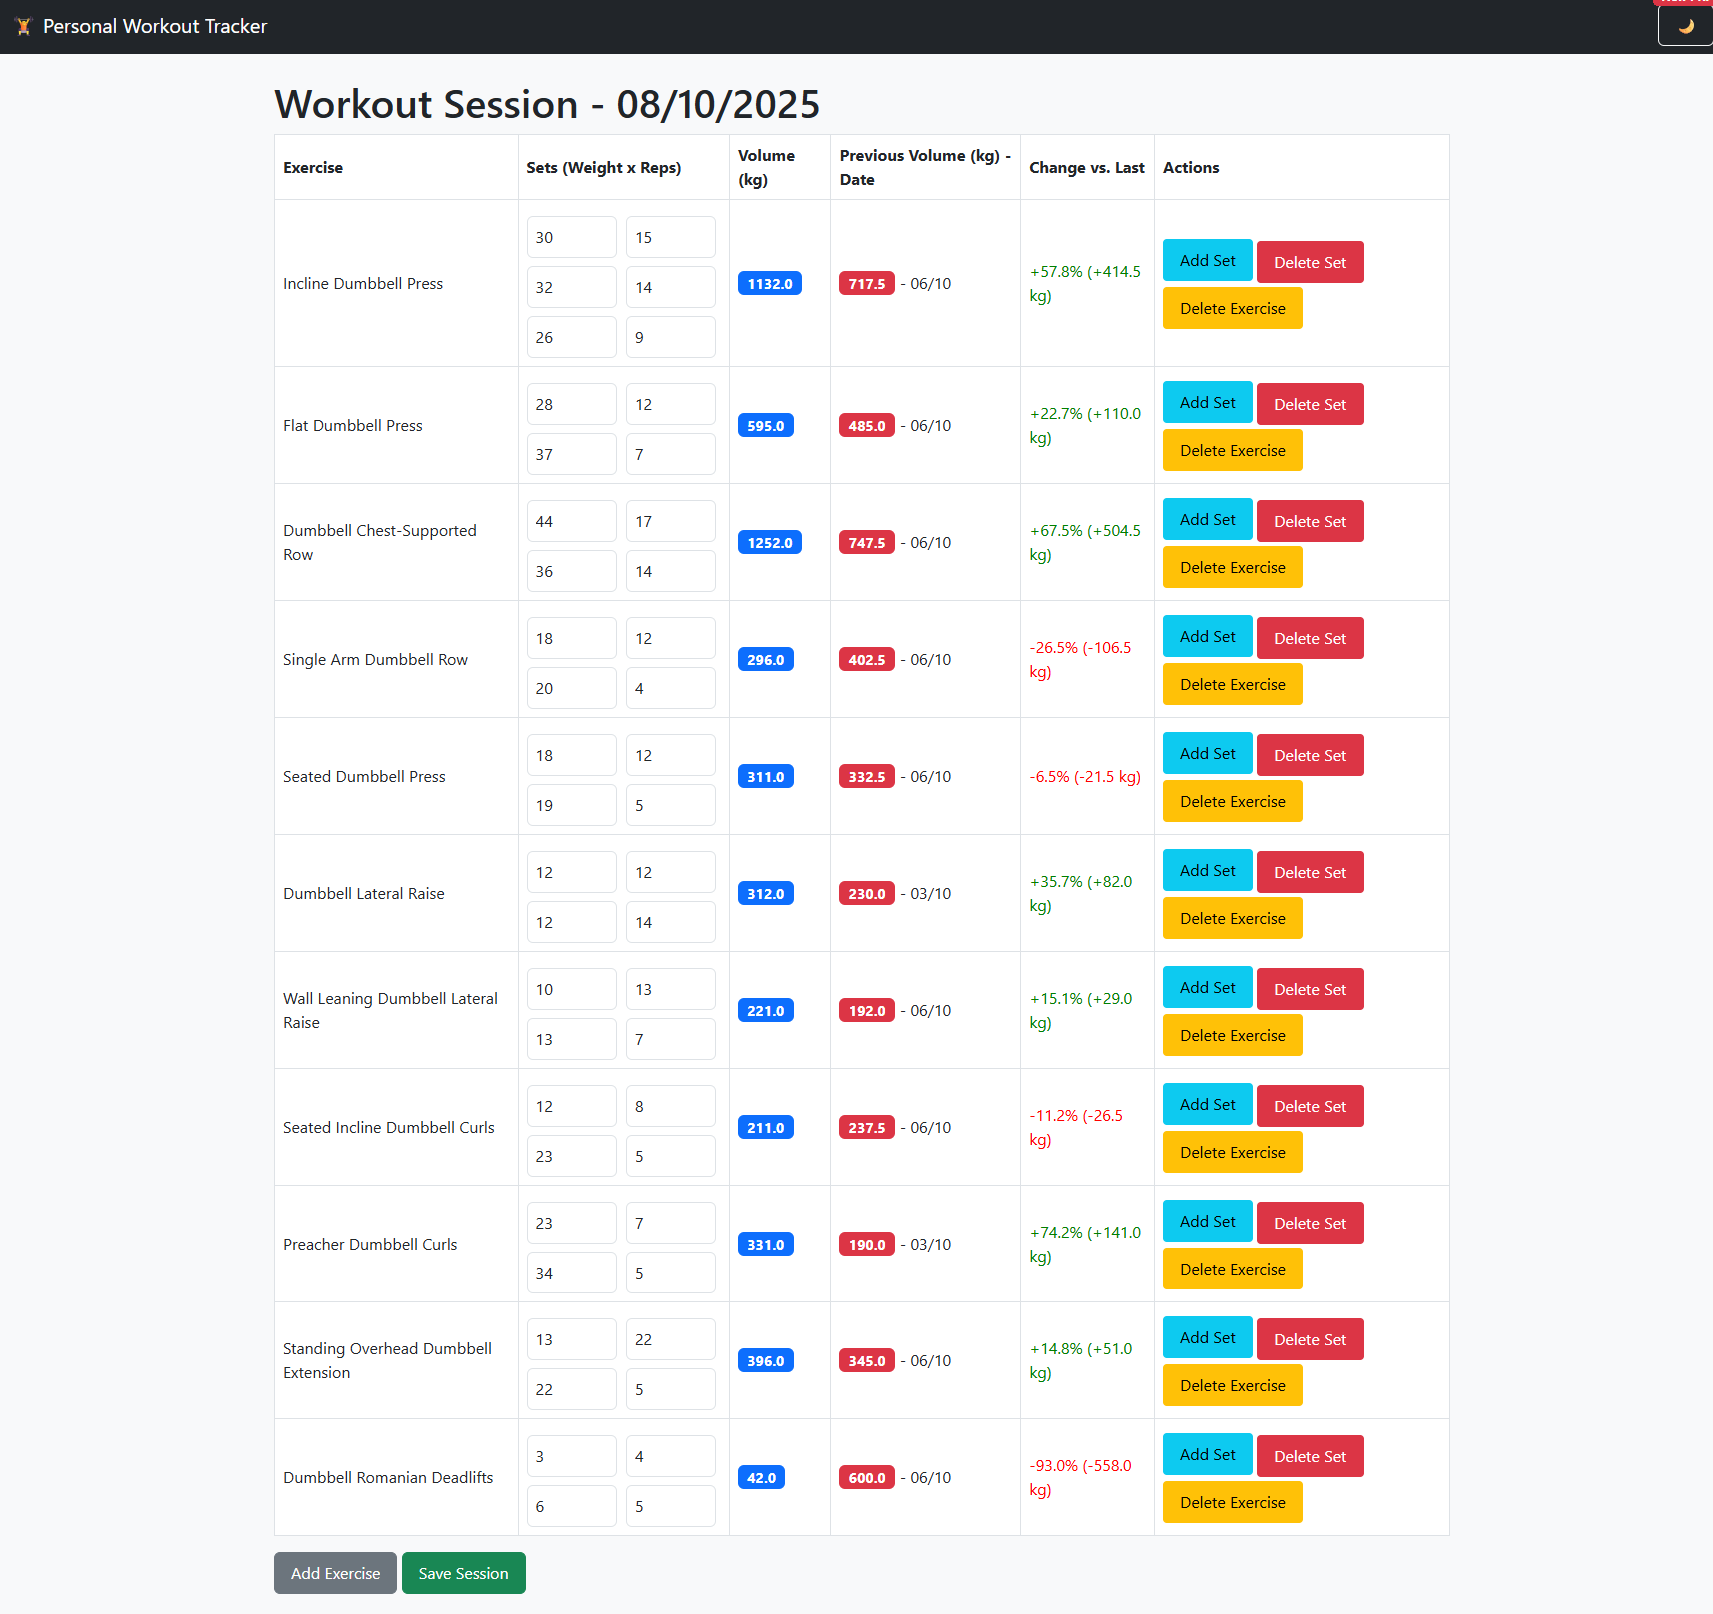 Personal Workout Tracker
Workout Session - 08/10/2025
Exercise
Sets (Weight x Reps)
Volume
(kg)
Previous Volume (kg) -
Date
Change vs. Last
Actions
Incline Dumbbell Press
30
15
32
14
26
9
1132.0
717.5 - 06/10
+57.8% (+414.5
kg)
Add Set
Delete Set
Delete Exercise
Flat Dumbbell Press
28
12
37
7
595.0
485.0 - 06/10
+22.7% (+110.0
kg)
Add Set
Delete Set
Delete Exercise
Dumbbell Chest-Supported
Row
44
17
36
14
1252.0
747.5 - 06/10
+67.5% (+504.5
kg)
Add Set
Delete Set
Delete Exercise
Single Arm Dumbbell Row
18
12
20
4
296.0
402.5 - 06/10
-26.5% (-106.5
kg)
Add Set
Delete Set
Delete Exercise
Seated Dumbbell Press
18
12
19
5
311.0
332.5 - 06/10
-6.5% (-21.5 kg)
Add Set
Delete Set
Delete Exercise
Dumbbell Lateral Raise
12
12
12
14
312.0
230.0 - 03/10
+35.7% (+82.0
kg)
Add Set
Delete Set
Delete Exercise
Wall Leaning Dumbbell Lateral
Raise
10
13
13
7
221.0
192.0 - 06/10
+15.1% (+29.0
kg)
Add Set
Delete Set
Delete Exercise
Seated Incline Dumbbell Curls
12
8
23
5
211.0
237.5 - 06/10
-11.2% (-26.5
kg)
Add Set
Delete Set
Delete Exercise
Preacher Dumbbell Curls
23
7
34
5
331.0
190.0 - 03/10
+74.2% (+141.0
kg)
Add Set
Delete Set
Delete Exercise
Standing Overhead Dumbbell
Extension
13
22
22
5
396.0
345.0 - 06/10
+14.8% (+51.0
kg)
Add Set
Delete Set
Delete Exercise
Dumbbell Romanian Deadlifts
3
4
6
5
42.0
600.0 - 06/10
-93.0% (-558.0
kg)
Add Set
Delete Set
Delete Exercise
Add Exercise
Save Session